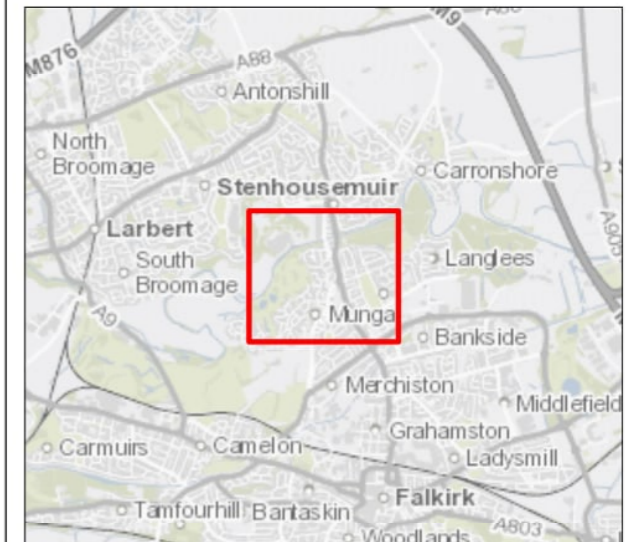 M9
M876
A88
Antonshill
North
Broomage
Carronshore
Stenhousemuir
Larbert
A905
South
Broomage
Langlees
A9
Munga
Bankside
Merchiston
Middlefield
Grahamston
Carmuirs
Camelon
Ladysmill
Falkirk
Tamfourhill
Bantaskin
A803
Woodlands